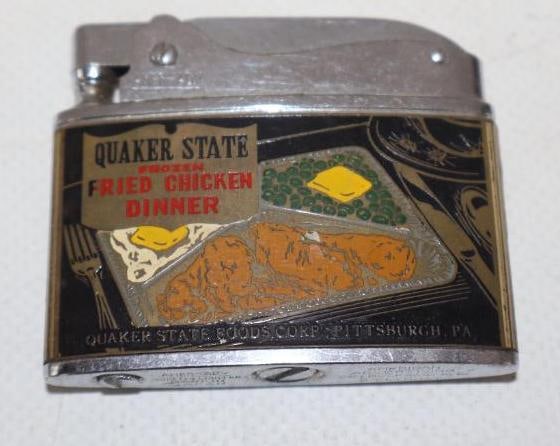 QUAKER STATE
FROZEN
FRIED CHICKEN
DINNER
QUAKER STATE FOODS CORP. PITTSBURGH, PA.